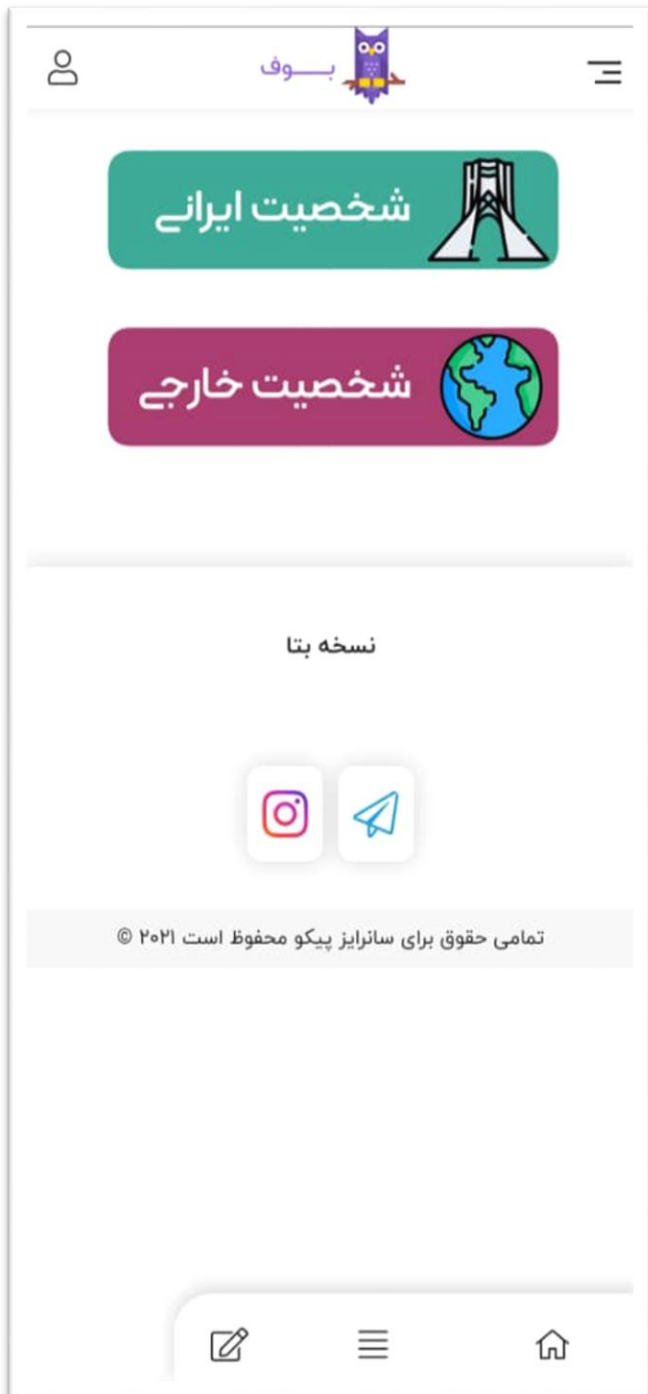 بـــوف
شخصیت ایرانی
شخصیت خارجی
نسخه بتا
تمامی حقوق برای سانرایز پیکو محفوظ است ۲۰۲۱ ©